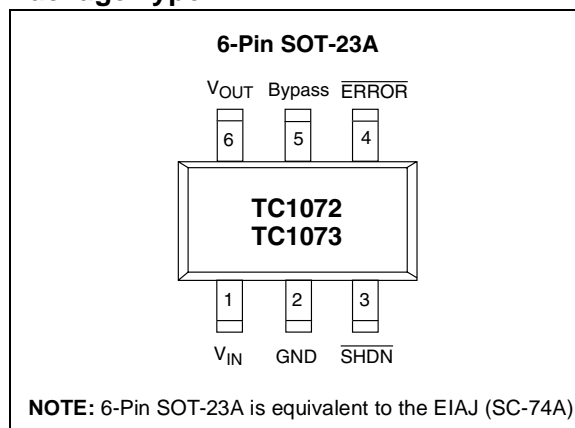 6-Pin SOT-23A
VOUT Bypass ERROR
6 5 4
TC1072
TC1073
1 2 3
VIN GND SHDN
NOTE: 6-Pin SOT-23A is equivalent to the EIAJ (SC-74A)